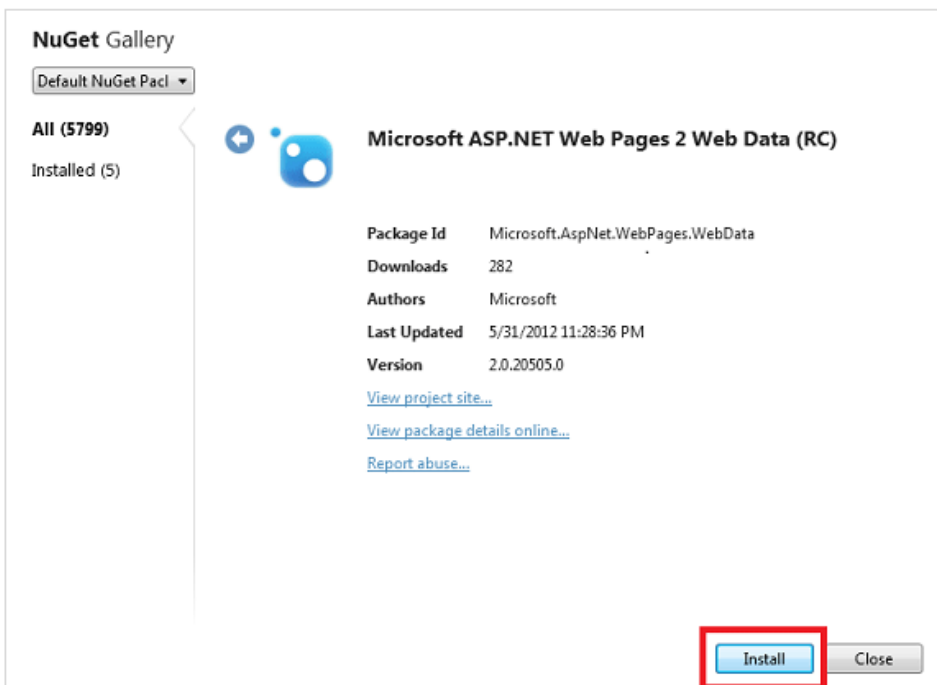 NuGet Gallery
Default NuGet Pacl
All (5799)
Installed (5)
Microsoft ASP.NET Web Pages 2 Web Data (RC)
Package Id Microsoft.AspNet.WebPages.WebData
Downloads 282
Authors Microsoft
Last Updated 5/31/2012 11:28:36 PM
Version 2.0.20505.0
View project site...
View package details online...
Report abuse...
Install Close